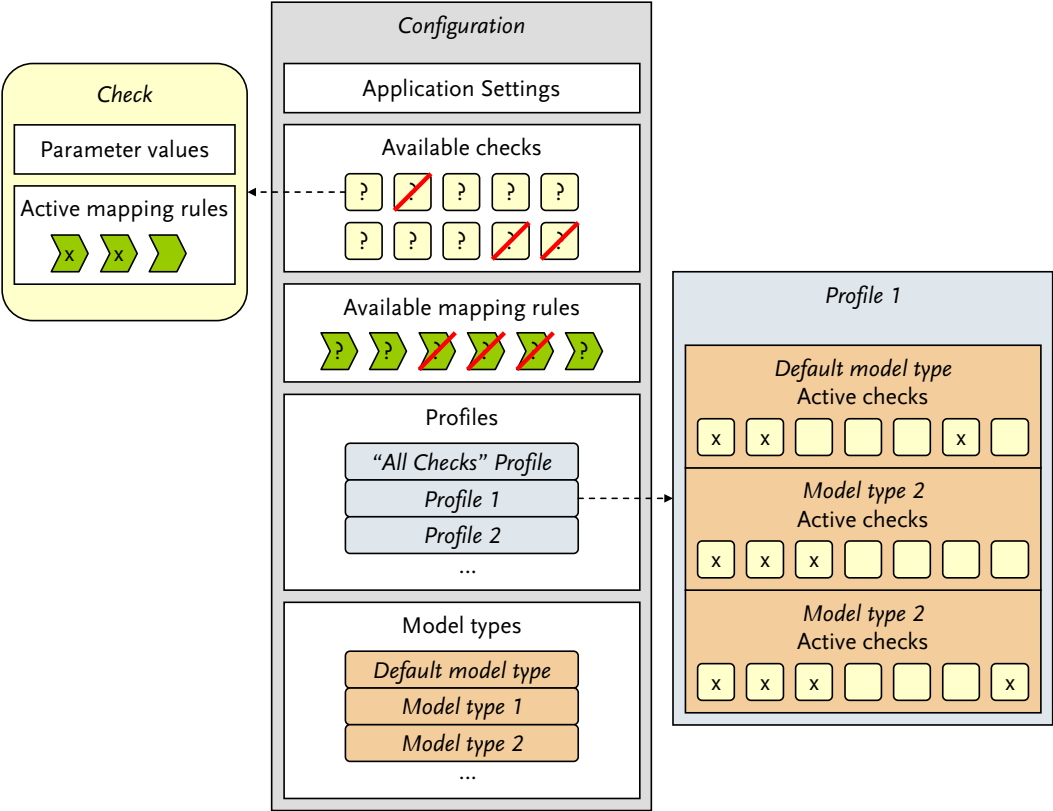 Configuration
Application Settings
Available checks
? ? ? ? ?
? ? ? ? ?
Available mapping rules
? ? ? ? ? ?
Profiles
“All Checks” Profile
Profile 1
Profile 2
...
Model types
Default model type
Model type 1
Model type 2
...
Check
Parameter values
Active mapping rules
x x
Profile 1
Default model type
Active checks
x x x
Model type 2
Active checks
x x x
Model type 2
Active checks
x x x x